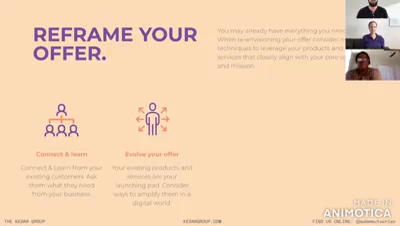 REFRAME YOUR
OFFER.
You may already have everything you need
When re-envisioning your offer consider
techniques to leverage your products and
services that closely align with your core
and mission.
Connect & learn
Connect & Learn from your
existing customers. Ask
them what they need
from your business.
Evolve your offer
Your existing products and
services are your
launching pad. Consider
ways to amplify them in a
digital world.
MADE IN
ANIMOTICA
THE KEDAR GROUP
KEDARGROUP.COM
FIND US ONLINE: